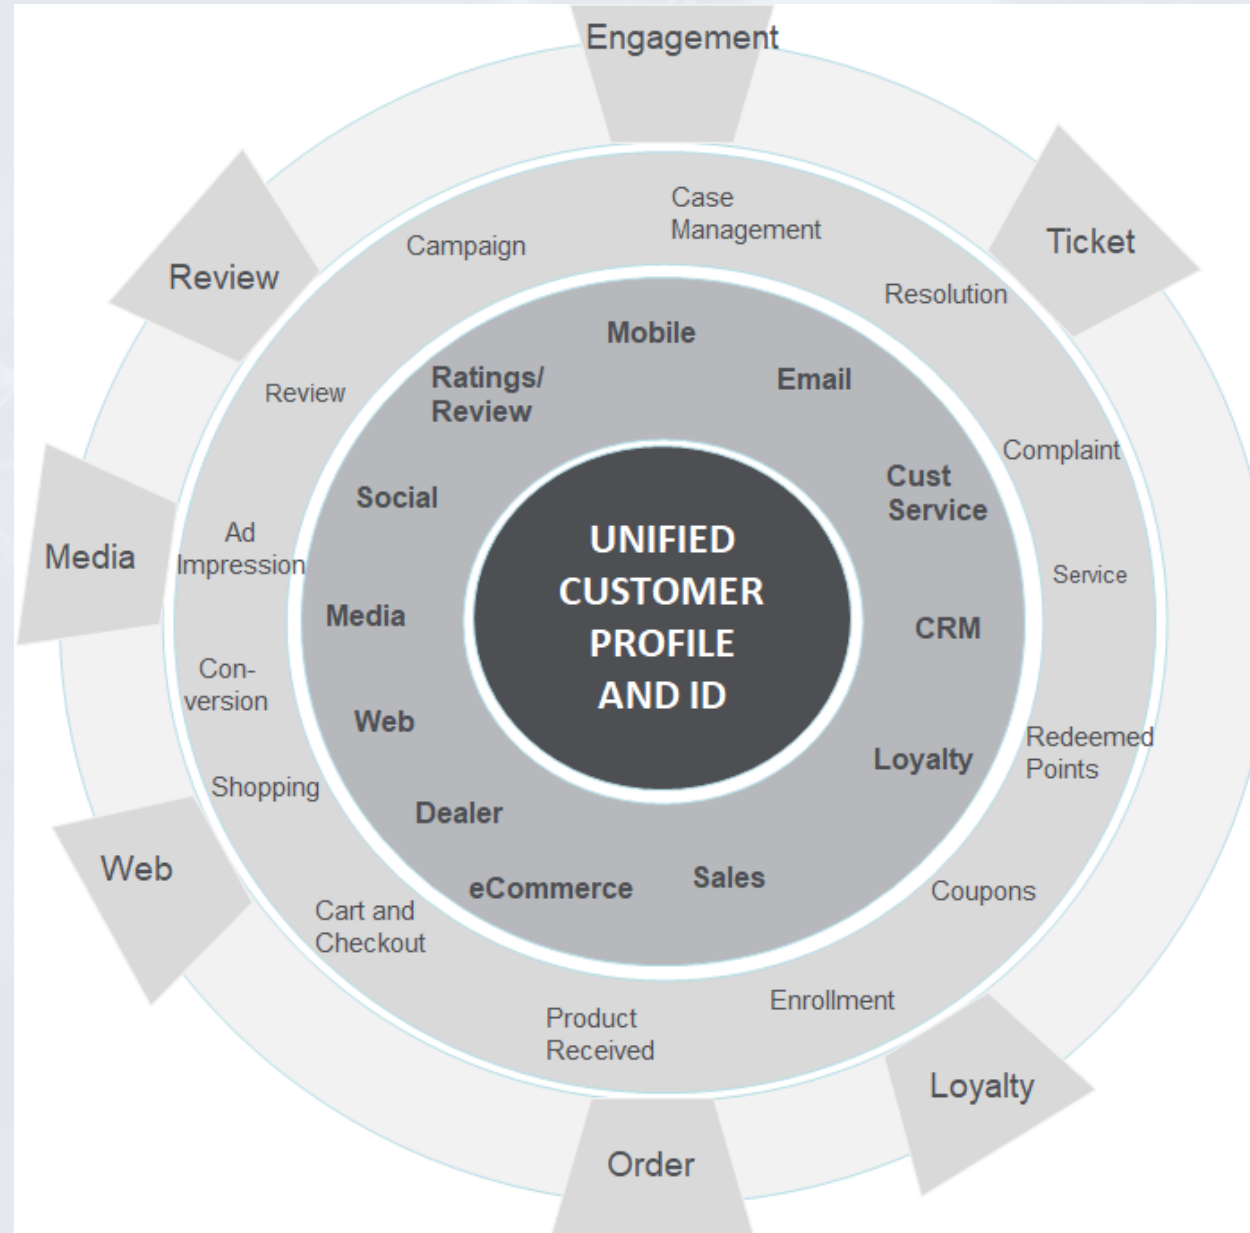 Engagement
Ticket
Loyalty
Order
Web
Media
Review
Case
Management
Resolution
Complaint
Service
Redeemed
Points
Coupons
Enrollment
Product
Received
Cart and
Checkout
Shopping
Con-
version
Ad
Impression
Review
Campaign
Mobile
Email
Cust
Service
CRM
Loyalty
Sales
eCommerce
Dealer
Web
Media
Social
Ratings/
Review
UNIFIED
CUSTOMER
PROFILE
AND ID